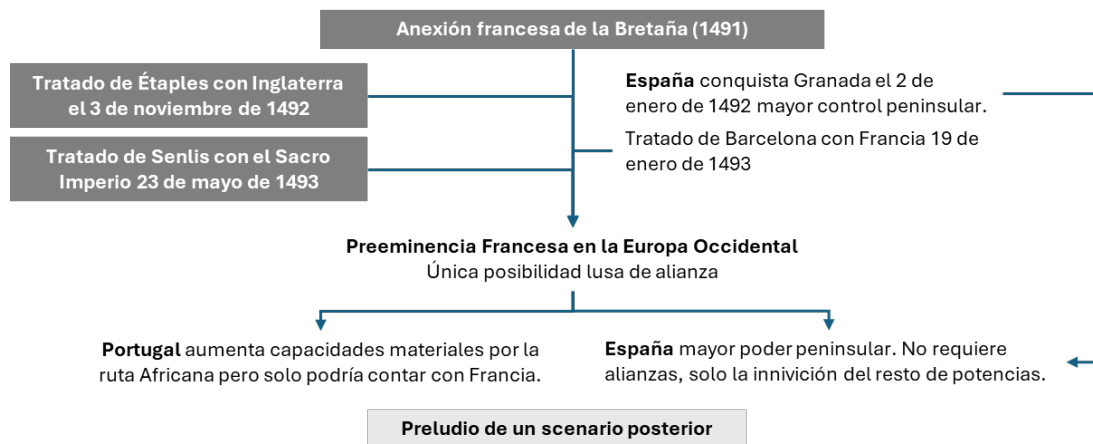 Anexión francesa de la Bretaña (1491)
Tratado de Étaples con Inglaterra
el 3 de noviembre de 1492
España conquista Granada el 2 de
enero de 1492 mayor control peninsular.
Tratado de Barcelona con Francia 19 de
enero de 1493
Tratado de Senlis con el Sacro
Imperio 23 de mayo de 1493
Preeminencia Francesa en la Europa Occidental
Única posibilidad lusa de alianza
Portugal aumenta capacidades materiales por la
ruta Africana pero solo podría contar con Francia.
España mayor poder peninsular. No requiere
alianzas, solo la innivición del resto de potencias.
Preludio de un scenario posterior